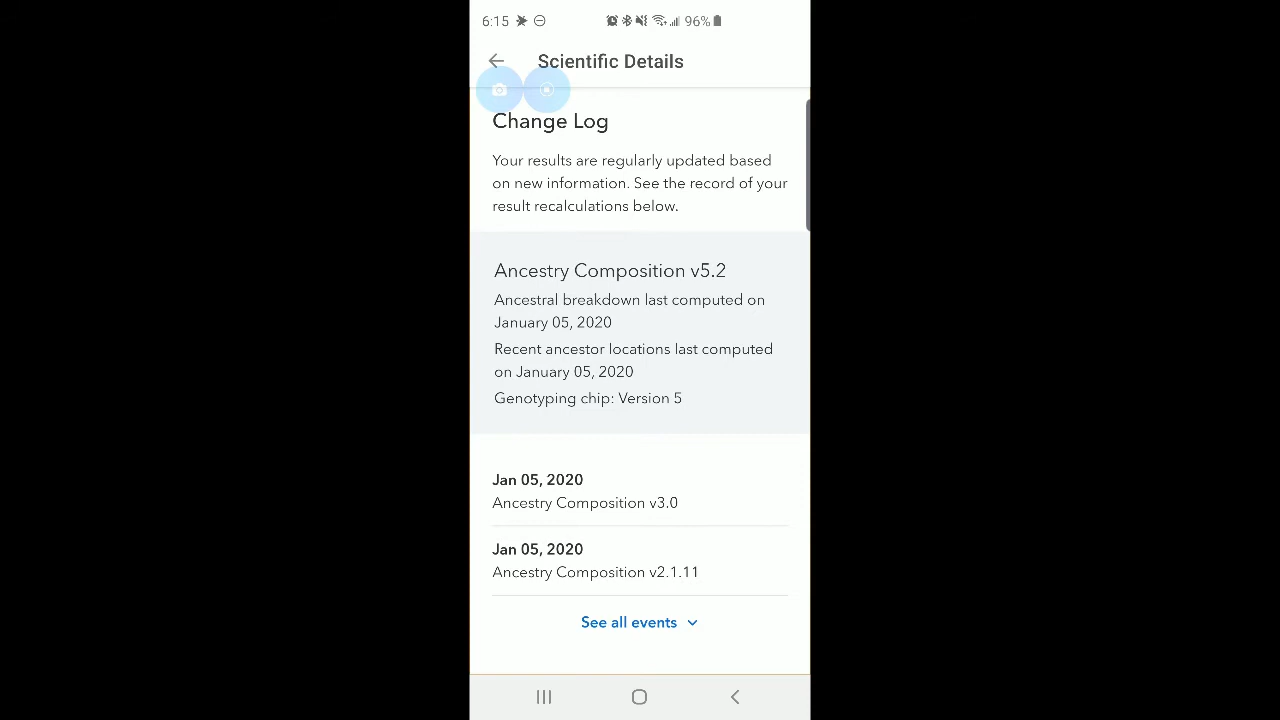 6:15
96%
Scientific Details
Change Log
Your results are regularly updated based
on new information. See the record of your
result recalculations below.
Ancestry Composition v5.2
Ancestral breakdown last computed on
January 05, 2020
Recent ancestor locations last computed
on January 05, 2020
Genotyping chip: Version 5
Jan 05, 2020
Ancestry Composition v3.0
Jan 05, 2020
Ancestry Composition v2.1.11
See all events